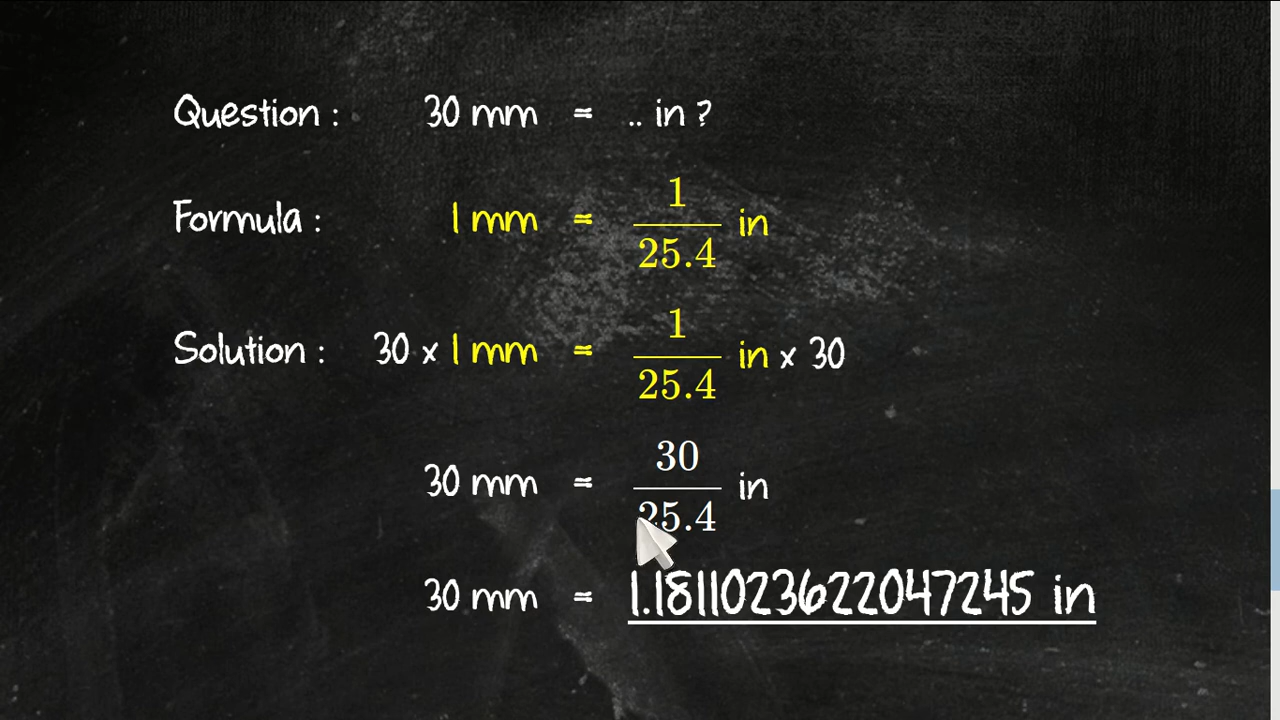 Question : 30 mm = .. in ?
Formula : 1 mm = 1/25.4 in
Solution : 30 x 1 mm = 1/25.4 in x 30
30 mm = 30/25.4 in
30 mm = 1.1811023622047245 in